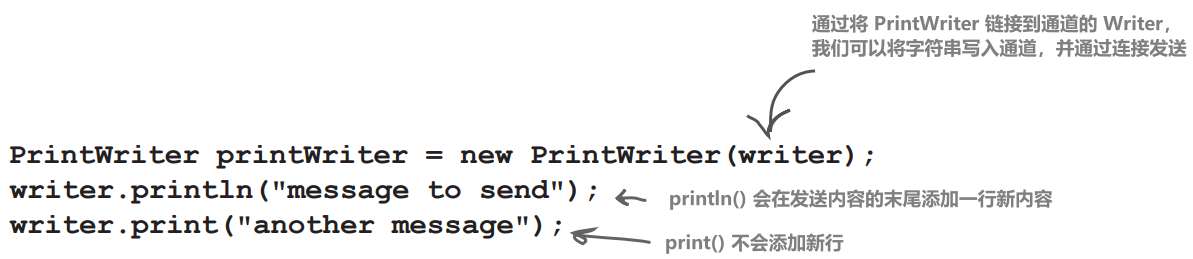 通过将 PrintWriter 链接到通道的 Writer，
我们可以将字符串写入通道，并通过连接发送
PrintWriter printWriter = new PrintWriter(writer);
writer.println("message to send");
println() 会在发送内容的末尾添加一行新内容
writer.print("another message");
print() 不会添加新行